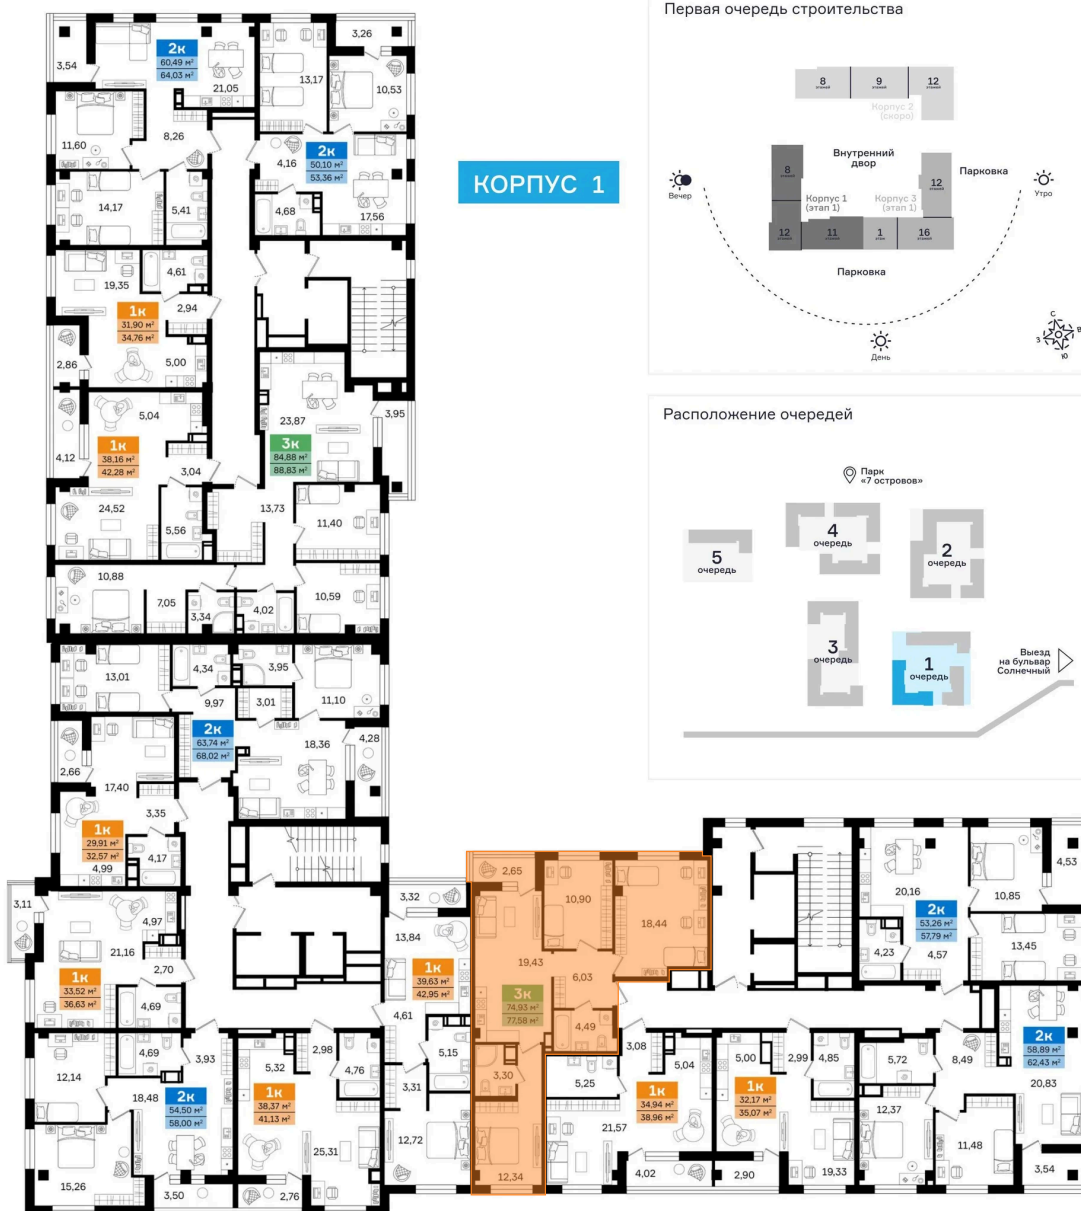 Первая очередь строительства
8
этажей
9
этажей
12
этажей
Корпус 2
(скоро)
Внутренний
двор
8
этажей
12
этажей
Парковка
Вечер
Утро
Корпус 1
(этап 1)
Корпус 3
(этап 1)
12
этажей
11
этажей
1
этаж
16
этажей
Парковка
День
С
В
З
Ю
КОРПУС 1
Расположение очередей
Парк
«7 островов»
5
очередь
4
очередь
2
очередь
3
очередь
1
очередь
Выезд
на бульвар
Солнечный
3,54
2к
60,49 м²
64,03 м²
21,05
11,60
8,26
14,17
5,41
3,26
13,17
10,53
4,16
2к
50,10 м²
53,36 м²
4,68
17,56
19,35
4,61
1к
31,90 м²
34,76 м²
2,94
2,86
5,00
5,04
4,12
1к
38,16 м²
42,28 м²
3,04
24,52
5,56
23,87
3,95
3к
84,88 м²
88,83 м²
13,73
11,40
10,88
7,05
3,34
4,02
10,59
13,01
4,34
3,95
11,10
9,97
3,01
2к
63,74 м²
68,02 м²
18,36
4,28
2,66
17,40
3,35
1к
29,91 м²
32,57 м²
4,17
4,99
3,11
4,97
21,16
2,70
1к
33,52 м²
36,63 м²
4,69
3,32
13,84
1к
39,63 м²
42,95 м²
4,61
5,15
3,31
12,72
2,65
10,90
18,44
19,43
6,03
3к
74,93 м²
77,58 м²
4,49
3,30
12,34
4,69
3,93
12,14
18,48
2к
54,50 м²
58,00 м²
15,26
3,50
5,32
2,98
4,76
1к
38,37 м²
41,13 м²
25,31
2,76
3,08
5,04
5,25
1к
34,94 м²
38,96 м²
21,57
4,02
5,00
2,99
4,85
1к
32,17 м²
35,07 м²
19,33
2,90
20,16
10,85
4,53
2к
53,26 м²
57,79 м²
4,23
4,57
13,45
5,72
8,49
2к
58,89 м²
62,43 м²
20,83
12,37
11,48
3,54